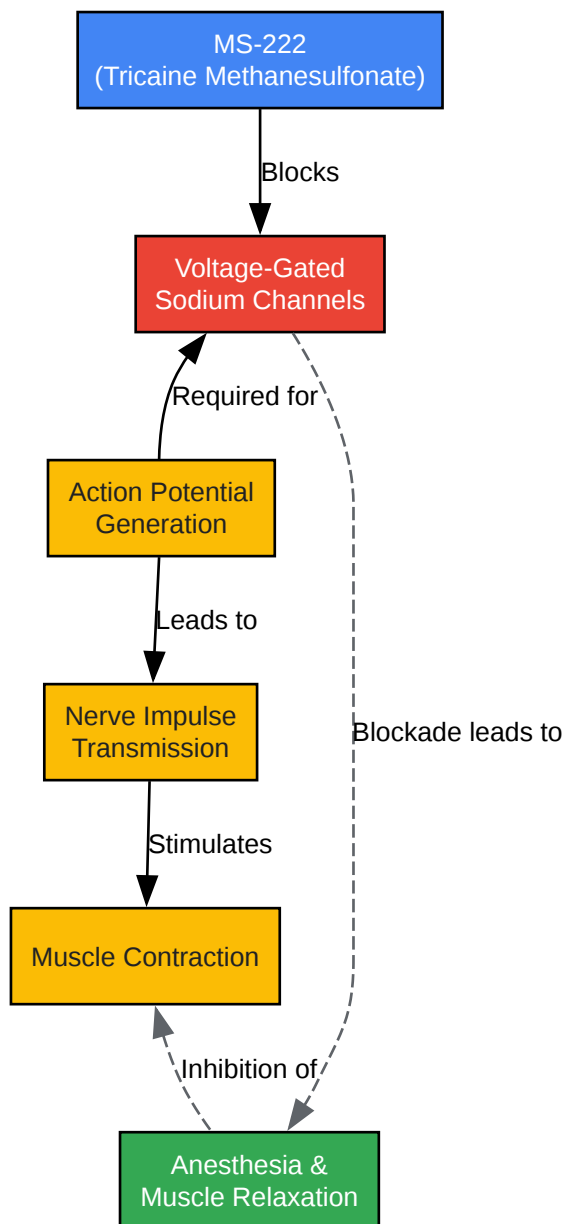 MS-222
(Tricaine Methanesulfonate)
Blocks
Voltage-Gated
Sodium Channels
Required for
Action Potential
Generation
Leads to
Nerve Impulse
Transmission
Blockade leads to
Stimulates
Muscle Contraction
Inhibition of
Anesthesia &
Muscle Relaxation